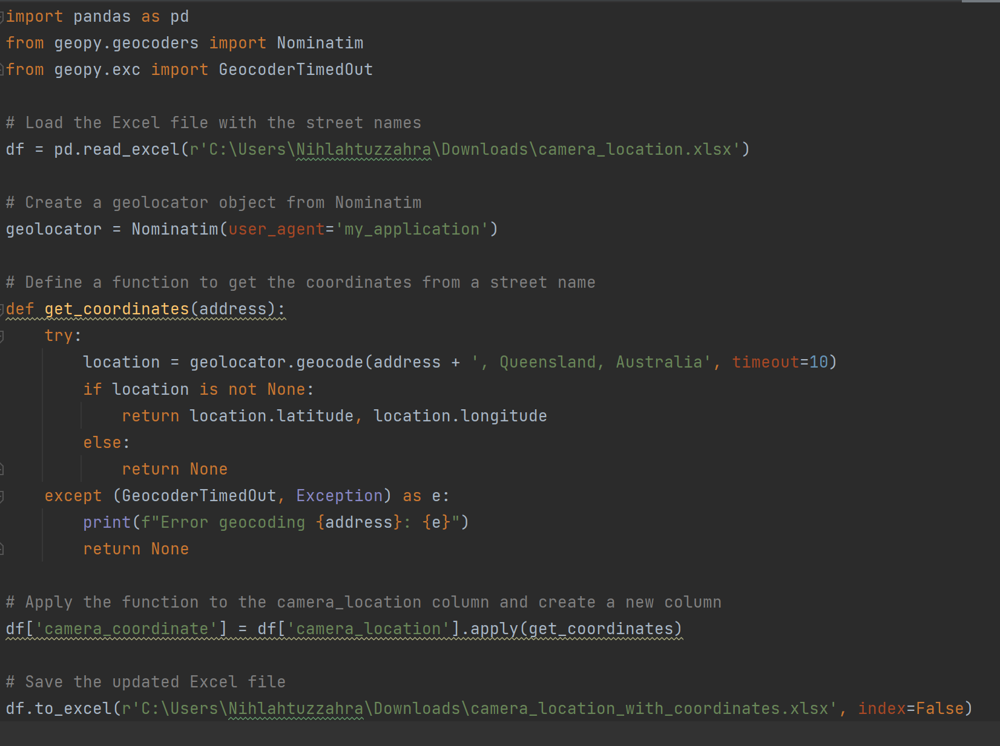 import pandas as pd
from geopy.geocoders import Nominatim
from geopy.exc import GeocoderTimedOut

# Load the Excel file with the street names
df = pd.read_excel(r'C:\Users\Nihlahtuzzahra\Downloads\camera_location.xlsx')

# Create a geolocator object from Nominatim
geolocator = Nominatim(user_agent='my_application')

# Define a function to get the coordinates from a street name
def get_coordinates(address):
    try:
        location = geolocator.geocode(address + ', Queensland, Australia', timeout=10)
        if location is not None:
            return location.latitude, location.longitude
        else:
            return None
    except (GeocoderTimedOut, Exception) as e:
        print(f"Error geocoding {address}: {e}")
        return None

# Apply the function to the camera_location column and create a new column
df['camera_coordinate'] = df['camera_location'].apply(get_coordinates)

# Save the updated Excel file
df.to_excel(r'C:\Users\Nihlahtuzzahra\Downloads\camera_location_with_coordinates.xlsx', index=False)